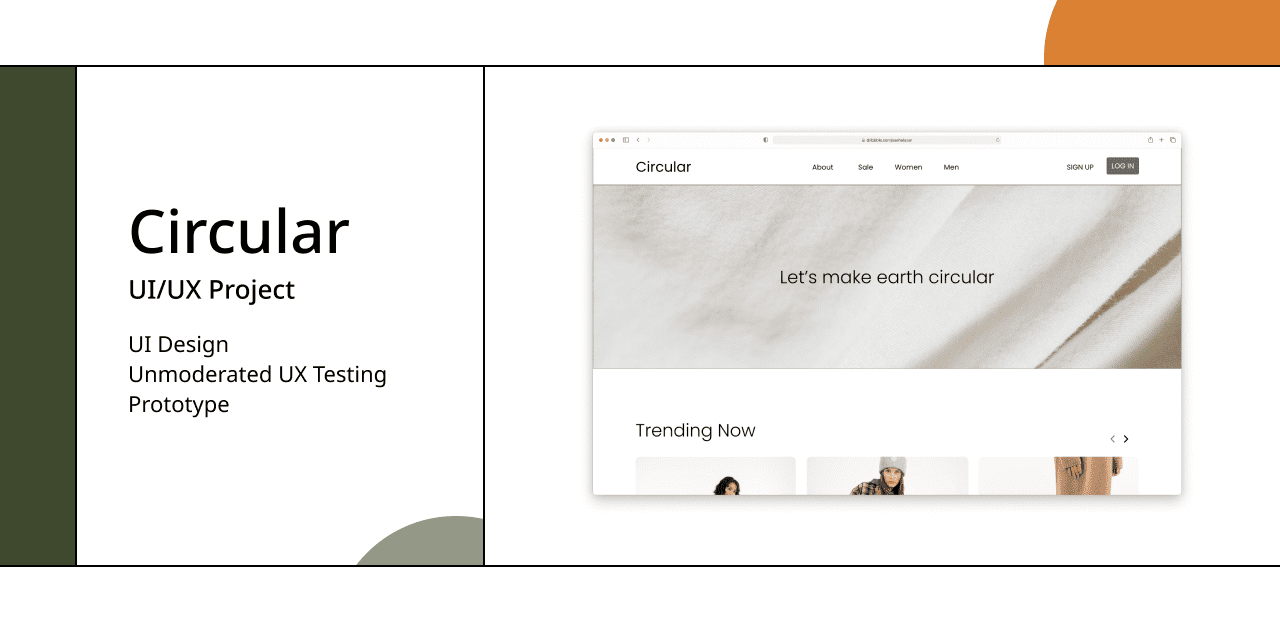 Circular
UI/UX Project
UI Design
Unmoderated UX Testing
Prototype
Circular
About Sale Women Men
SIGN UP LOG IN
Let's make earth circular
Trending Now